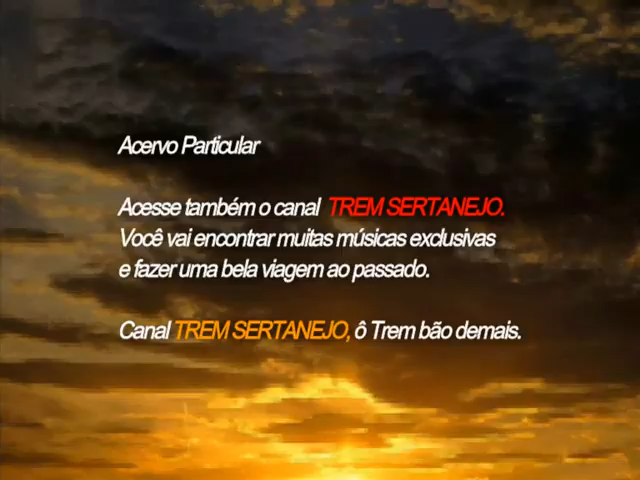 Acervo Particular
Acesse também o canal TREM SERTANEJO.
Você vai encontrar muitas músicas exclusivas
e fazer uma bela viagem ao passado.
Canal TREM SERTANEJO, ô Trem bão demais.